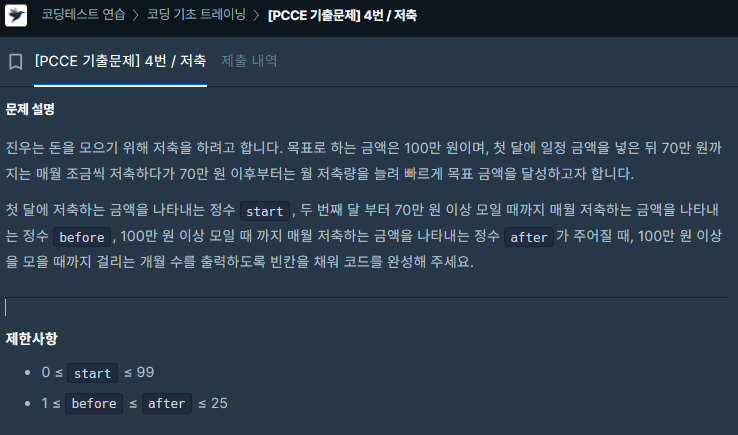 코딩테스트 연습 > 코딩 기초 트레이닝 > [PCCE 기출문제] 4번 / 저축
[PCCE 기출문제] 4번 / 저축 제출 내역
문제 설명
진우는 돈을 모으기 위해 저축을 하려고 합니다. 목표로 하는 금액은 100만 원이며, 첫 달에 일정 금액을 넣은 뒤 70만 원까
지는 매월 조금씩 저축하다가 70만 원 이후부터는 월 저축량을 늘려 빠르게 목표 금액을 달성하고자 합니다.
첫 달에 저축하는 금액을 나타내는 정수 start , 두 번째 달 부터 70만 원 이상 모일 때까지 매월 저축하는 금액을 나타내
는 정수 before , 100만 원 이상 모일 때 까지 매월 저축하는 금액을 나타내는 정수 after 가 주어질 때, 100만 원 이상
을 모을 때까지 걸리는 개월 수를 출력하도록 빈칸을 채워 코드를 완성해 주세요.
제한사항
• 0 ≤ start ≤ 99
• 1 ≤ before ≤ after ≤ 25